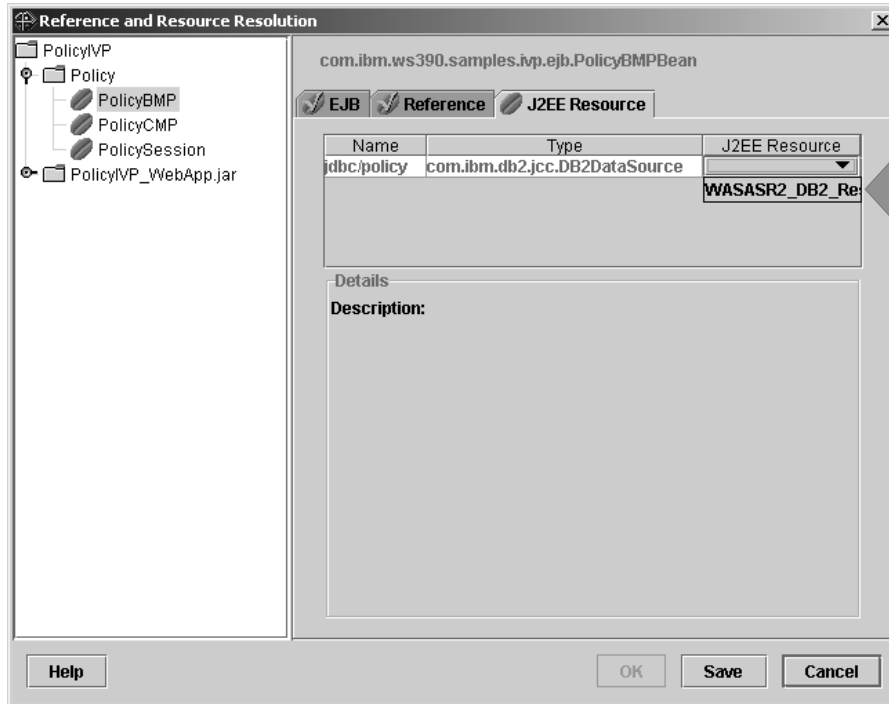 Reference and Resource Resolution
PolicyIVP
Policy
PolicyBMP
PolicyCMP
PolicySession
PolicyIVP_WebApp.jar
com.ibm.ws390.samples.ivp.ejb.PolicyBMPBean
EJB Reference J2EE Resource
Name Type J2EE Resource
jdbc/policy com.ibm.db2.jcc.DB2DataSource
WASASR2_DB2_Re
Details
Description:
Help OK Save Cancel